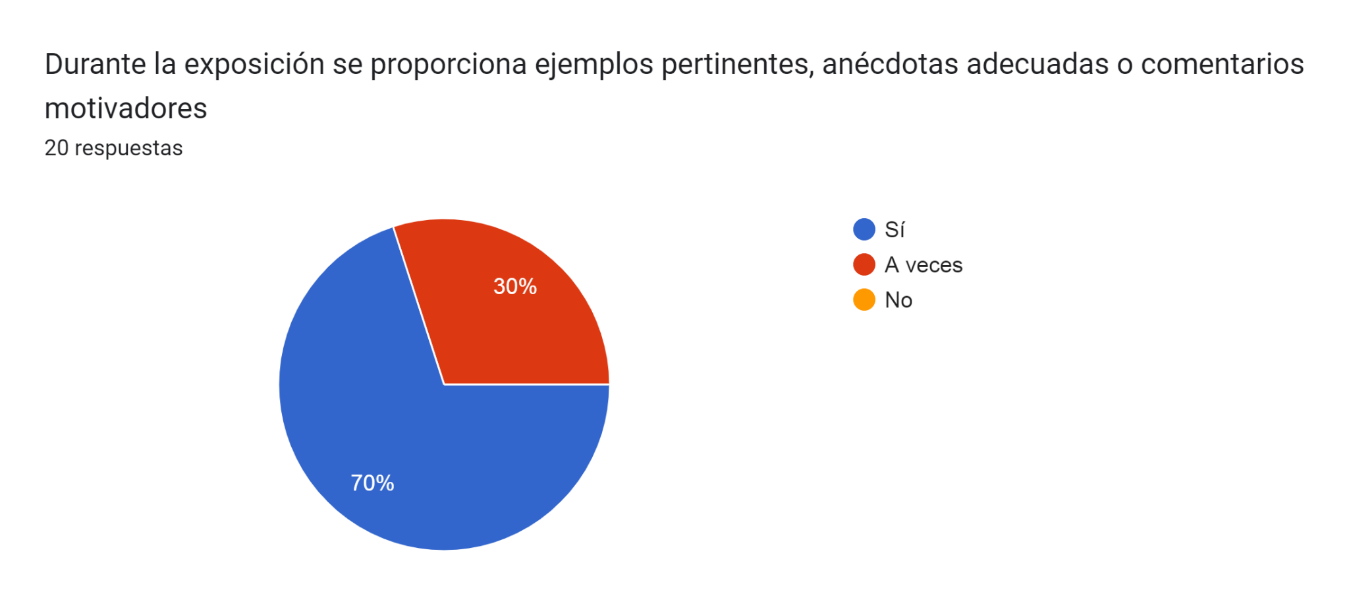 Durante la exposición se proporciona ejemplos pertinentes, anécdotas adecuadas o comentarios
motivadores
20 respuestas
Sí
A veces
No
30%
70%